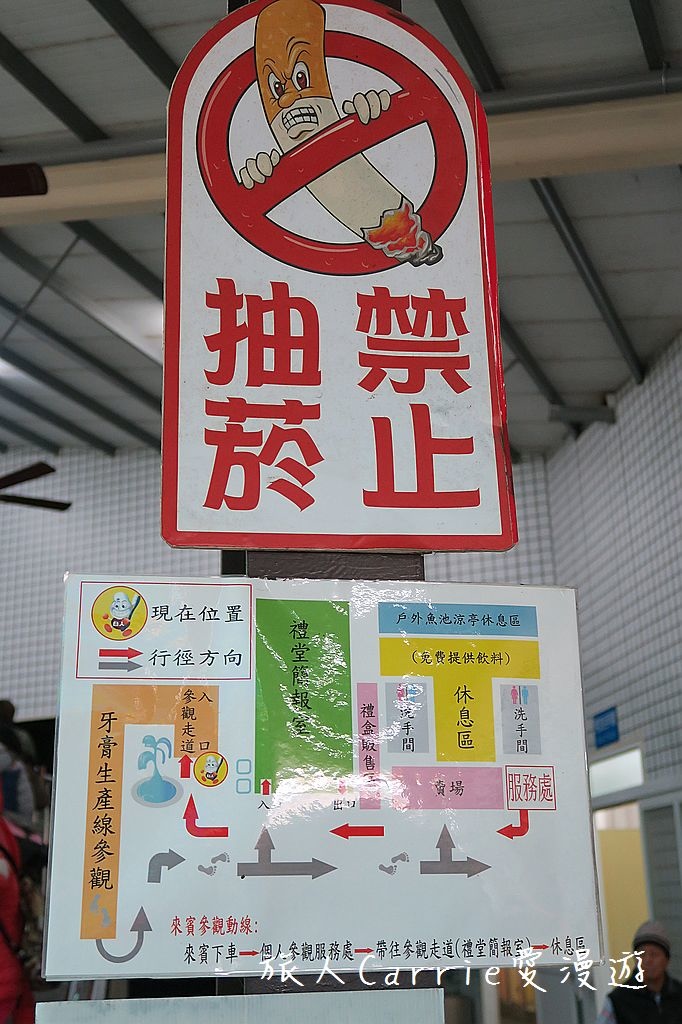 禁止
抽菸
現在位置
行徑方向
白人
禮堂簡報室
戶外魚池涼亭休息區
(免費提供飲料)
休息區
洗手間
洗手間
參觀走道
入
口
牙膏生產線參觀
禮盒販售
賣場
服務處
入
出口
來賓參觀動線:
來賓下車→個人參觀服務處→帶往參觀走道(禮堂簡報室)→休息區
旅人Carrie愛漫遊